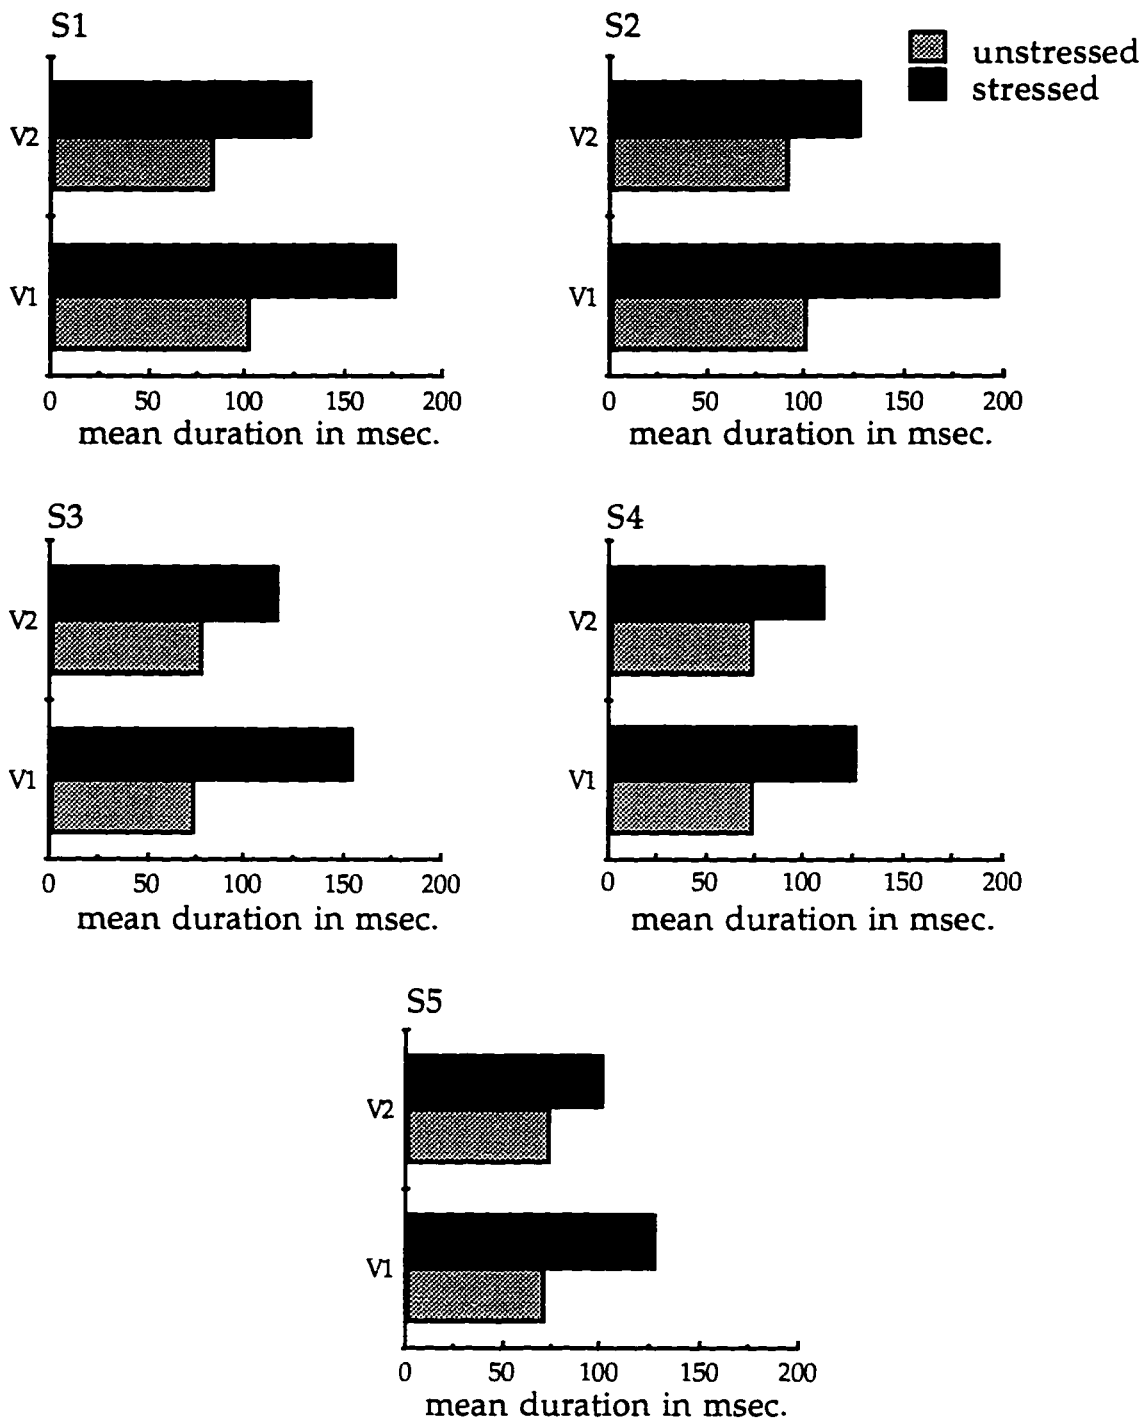 S1
V2
V1
0 50 100 150 200
mean duration in msec.
S2
unstressed
stressed
V2
V1
0 50 100 150 200
mean duration in msec.
S3
V2
V1
0 50 100 150 200
mean duration in msec.
S4
V2
V1
0 50 100 150 200
mean duration in msec.
S5
V2
V1
0 50 100 150 200
mean duration in msec.